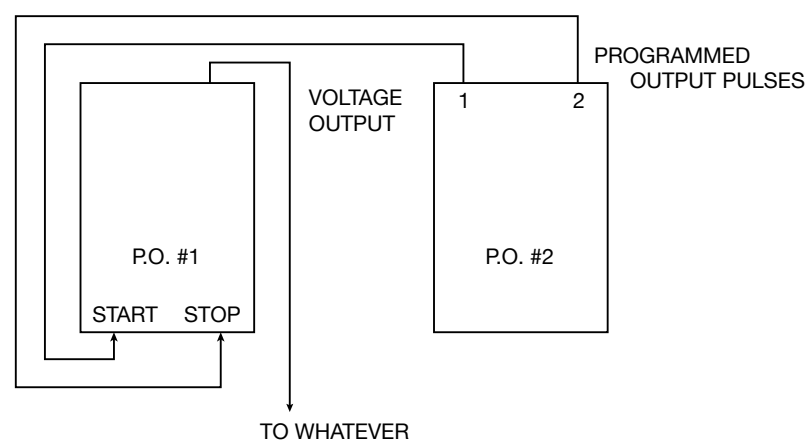 PROGRAMMED
OUTPUT PULSES
VOLTAGE
OUTPUT
1
2
P.O. #1
P.O. #2
START
STOP
TO WHATEVER